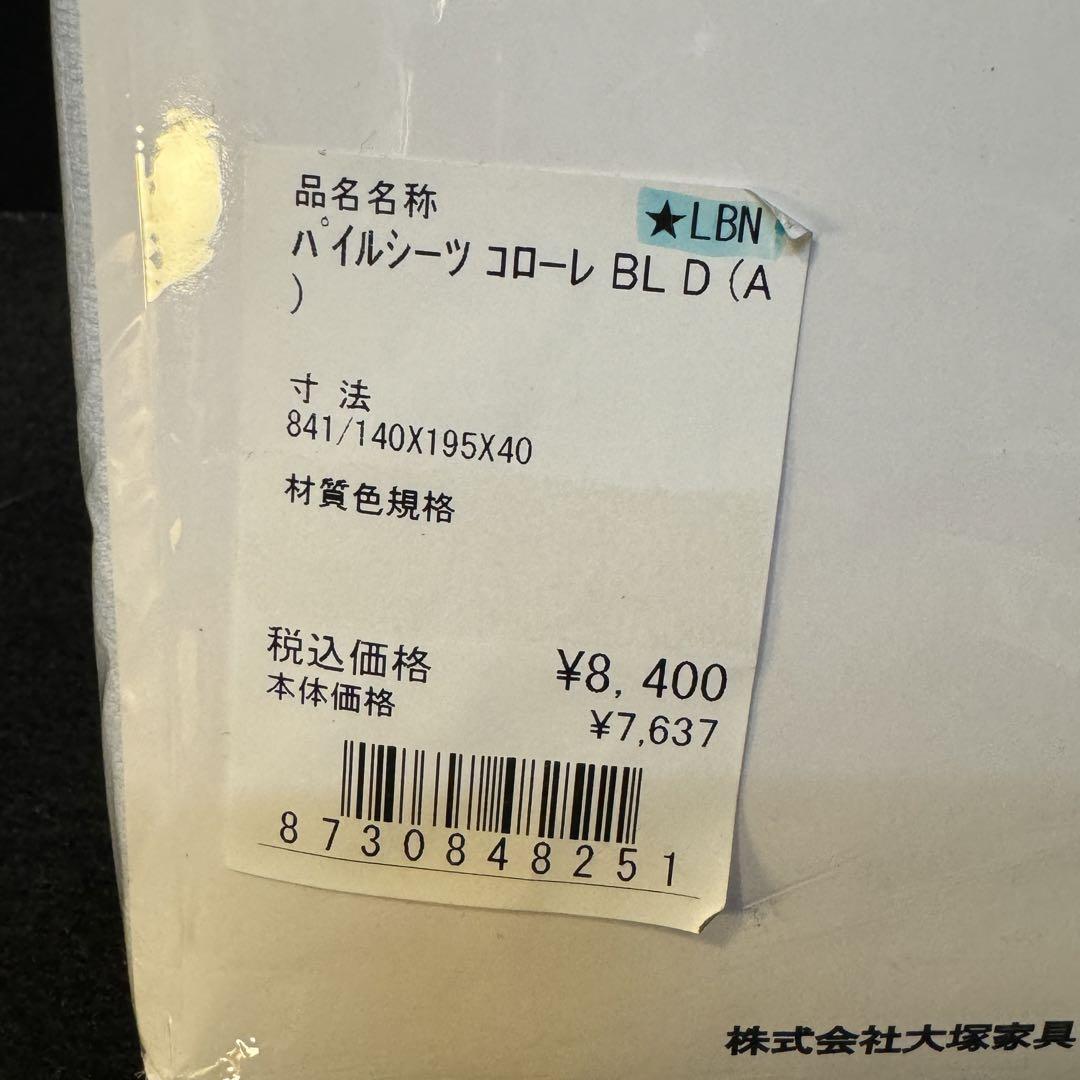 品名名称
★LBN
パイルシーツ コローレ BL D (A
)
寸 法
841/140X195X40
材質色規格
税込価格 ¥8,400
本体価格 ¥7,637
8730848251
株式会社大塚家具